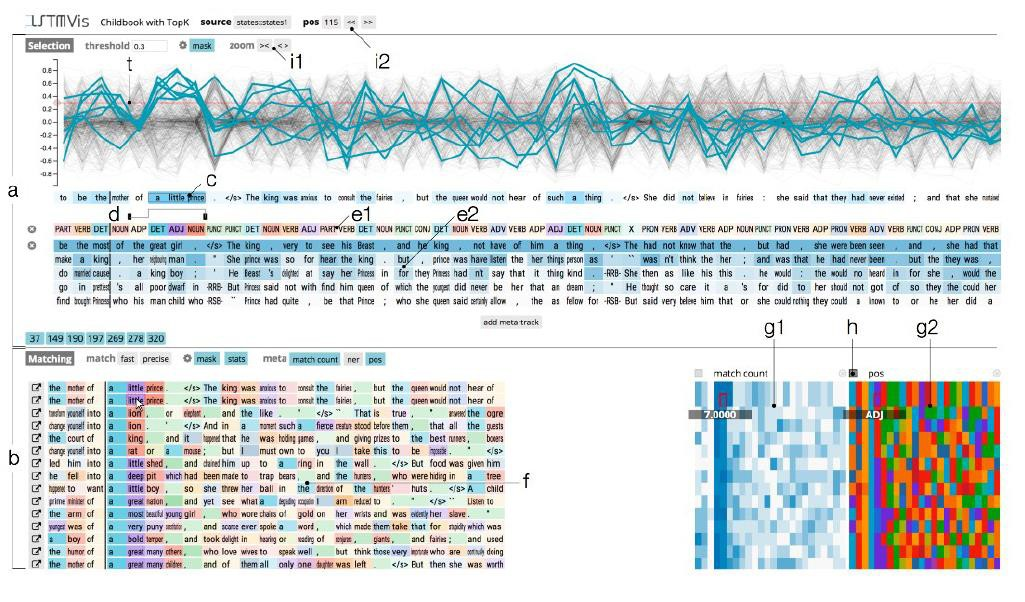 LSTMVis Childbook with TopK source states::states1 pos 115 << >>
Selection threshold 0.3 mask zoom >< <>
i1 i2
t
0.8
0.6
0.4
0.2
0.0
-0.2
-0.4
-0.6
-0.8
a
c
to be the mother of a little prince . </s> The king was anxious to consult the fairies , but the queen would not hear of such a thing . </s> She did not believe in fairies : she said that they had never existed ; and that she maintained
d e1 e2
PART VERB DET NOUN ADP DET ADJ NOUN PUNCT PUNCT DET NOUN VERB ADJ PART VERB DET NOUN PUNCT CONJ DET NOUN VERB ADV VERB ADP ADJ DET NOUN PUNCT X PRON VERB ADV VERB ADP NOUN PUNCT PRON VERB ADP PRON VERB ADV VERB PUNCT CONJ ADP PRON VERB
be the most of the great girl , </s> The king , very to see his Beast , and he king , not have of him a thing , </s> The had not know that the , but had , she were been seen , and , she had that
make a king , her neighbouring man . " She prince was so for hear the king , but , prince was have listen the her things person as ' `` was n't think the her ; and was that he had never been . but the they was ,
do married cause . a king boy ; ' He Beast 's delighted at say her Princess in for they Princess had n't say that it thing kind . -RRB- She then as like his this he would : the would no heard in for she , would the
go in prettiest 's all poor dwarf in -RRB- But Princess said not with find him queen of which the youngest did never be her that an dream ; " He thought so care it a 's for did to her should not got of so they the could her
find bought Princess who his man child who -RRB- `` Prince had quite , be that Prince ; who she queen said certainly allow , the as fellow for -RRB- But said very believe him that or she could nothing they could a known to or he her did a
add meta track
37 149 190 197 269 278 320
Matching match fast precise mask stats meta match count ner pos
g1 h g2
match count pos
7.0000 ADJ
b
f
the mother of a little prince . </s> The king was anxious to consult the fairies , but the queen would not hear of
the mother of a little prince . </s> The king was anxious to consult the fairies , but the queen would not hear of
transform yourself into a lion , or elephant , and the like . " </s> `` That is true , " answered the ogre
change yourself into a lion . ' </s> And in a moment such a fierce creature stood before them , that all the guests
the court of a king , and it happened that he was holding games , and giving prizes to the best runners , boxers
change yourself into a rat or a mouse ; but I must own to you I take this to be impossible . " </s>
led him into a little shed , and chained him up to a ring in the wall . </s> But food was given him
he fell into a deep pit which had been made to trap bears , and the hunters , who were hiding in a tree
happened to want a little boy , so she threw her ball in the direction of the hunters ' huts . </s> A child
prime minister of a great nation , and yet see what a degrading occupation I am reduced to . " </s> `` Listen to
the arm of a most beautiful young girl , who wore chains of gold on her wrists and was evidently her slave . "
youngest was of a very puny constitution , and scarce ever spoke a word , which made them take that for stupidity which was
a boy of a bold temper , and took delight in hearing or reading of conjurers , giants , and fairies ; and used
the humor of a great many others , who love wives to speak well , but think those very importunate who are continually doing
the mother of a great many children , and of them all only one daughter was left . </s> But then she was worth